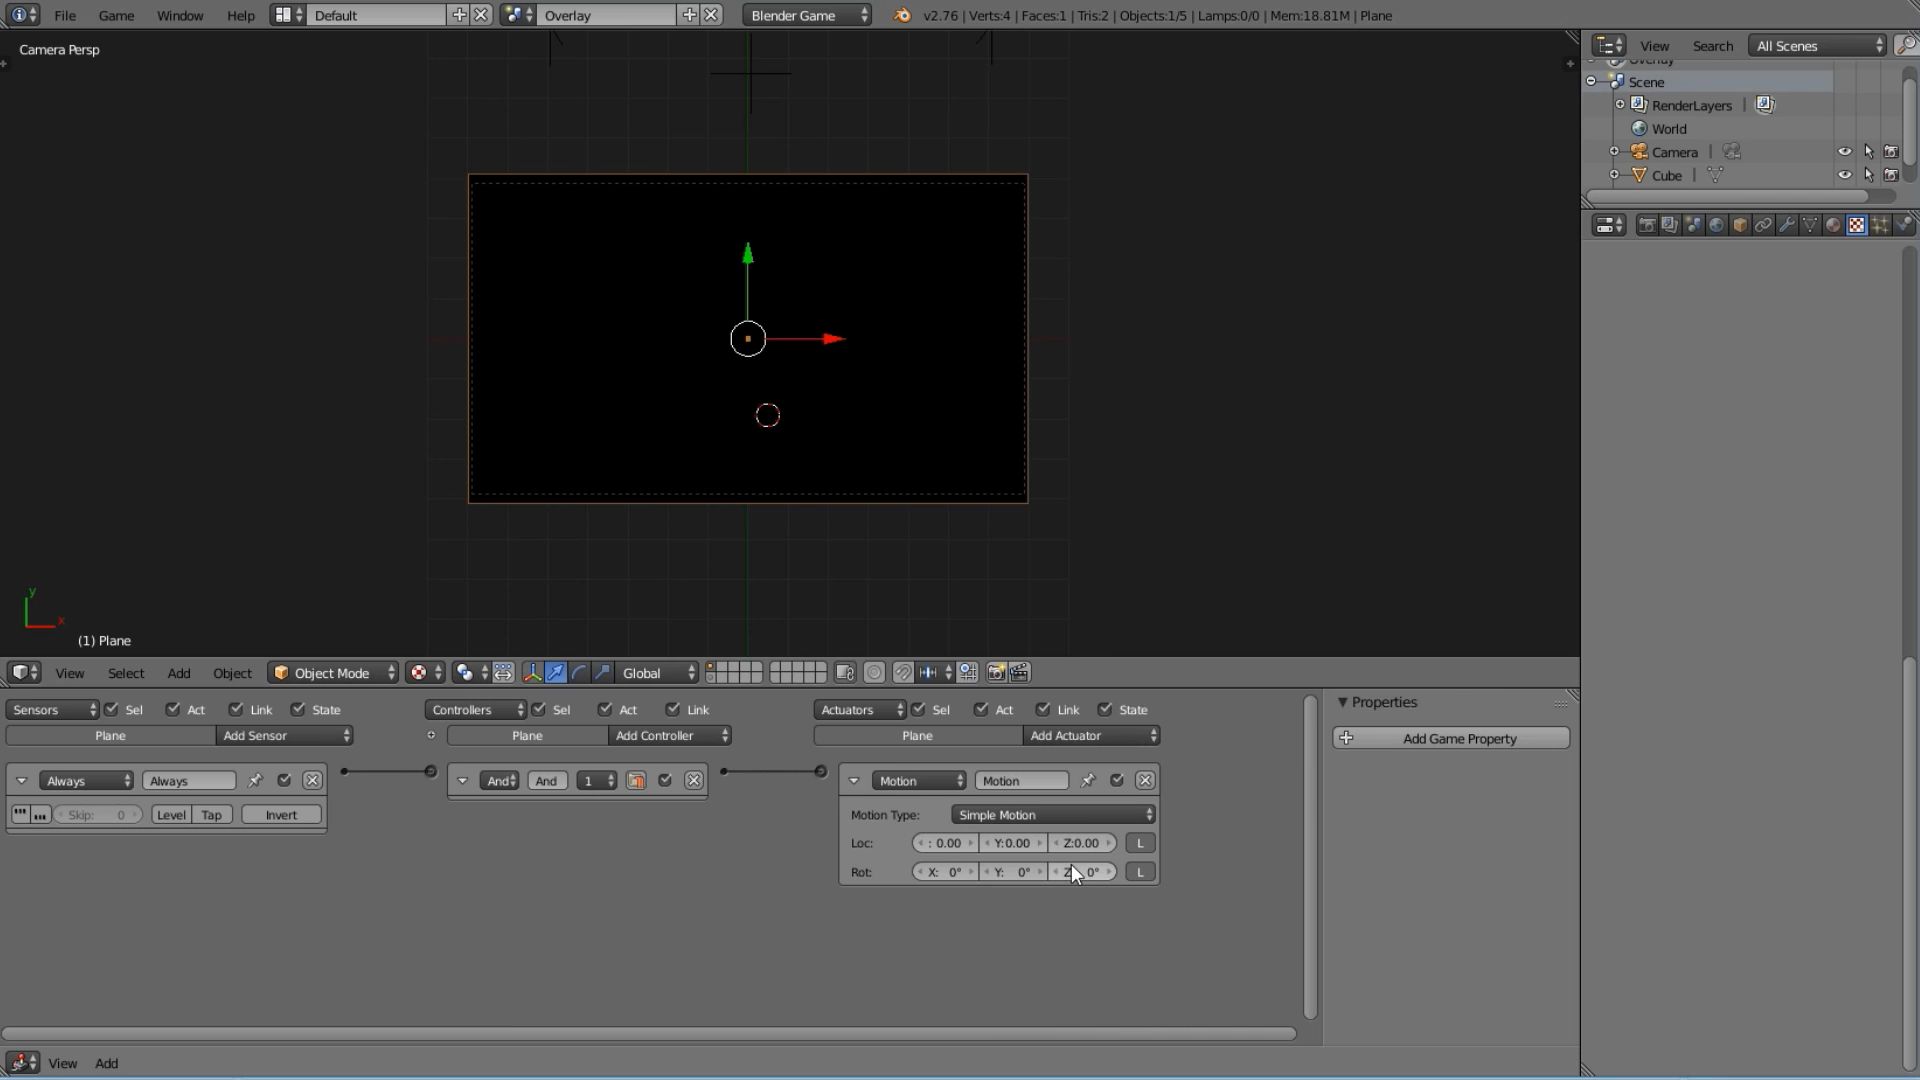 File Game Window Help Default Overlay Blender Game v2.76 | Verts:4 | Faces:1 | Tris:2 | Objects:1/5 | Lamps:0/0 | Mem:18.81M | Plane
Camera Persp
View Search All Scenes
Overlay
Scene
RenderLayers |
World
Camera |
Cube |
y
x
(1) Plane
View Select Add Object Object Mode Global
Sensors Sel Act Link State Controllers Sel Act Link Actuators Sel Act Link State
Plane Add Sensor Plane Add Controller Plane Add Actuator
Always Always And And 1 Motion Motion
Skip: 0 Level Tap Invert
Motion Type: Simple Motion
Loc: : 0.00 Y:0.00 Z:0.00 L
Rot: X: 0° Y: 0° Z: 0° L
Properties
Add Game Property
View Add